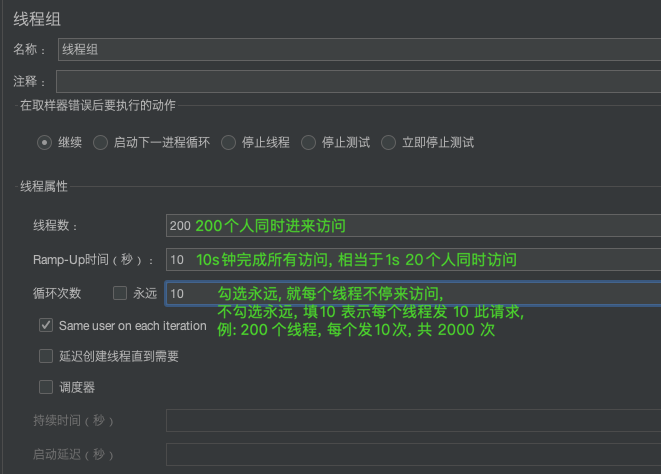 线程组
名称： 线程组
注释：
在取样器错误后要执行的动作
继续 启动下一进程循环 停止线程 停止测试 立即停止测试
线程属性
线程数： 200 200个人同时进来访问
Ramp-Up时间（秒）： 10 10s钟完成所有访问, 相当于1s 20个人同时访问
循环次数 永远 10 勾选永远, 就每个线程不停来访问,
不勾选永远, 填10 表示每个线程发 10 此请求,
Same user on each iteration 例: 200个线程, 每个发10次, 共 2000 次
延迟创建线程直到需要
调度器
持续时间（秒）
启动延迟（秒）